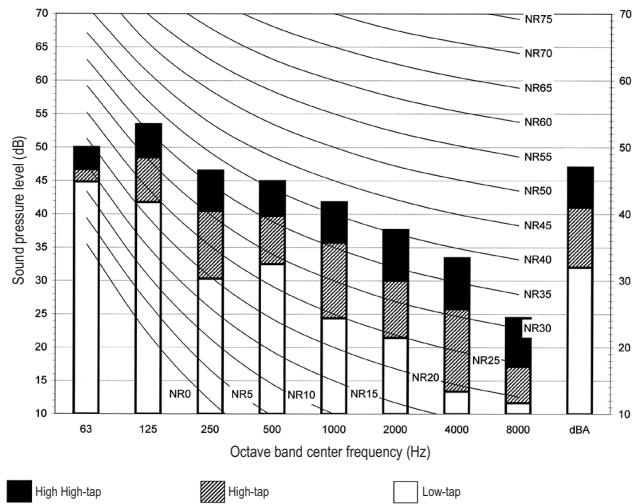 70
65
60
55
50
45
40
35
30
25
20
15
10
Sound pressure level (dB)
70
60
50
40
30
20
10
NR75
NR70
NR65
NR60
NR55
NR50
NR45
NR40
NR35
NR30
NR25
NR20
NR15
NR10
NR5
NR0
63 125 250 500 1000 2000 4000 8000 dBA
Octave band center frequency (Hz)
High High-tap High-tap Low-tap